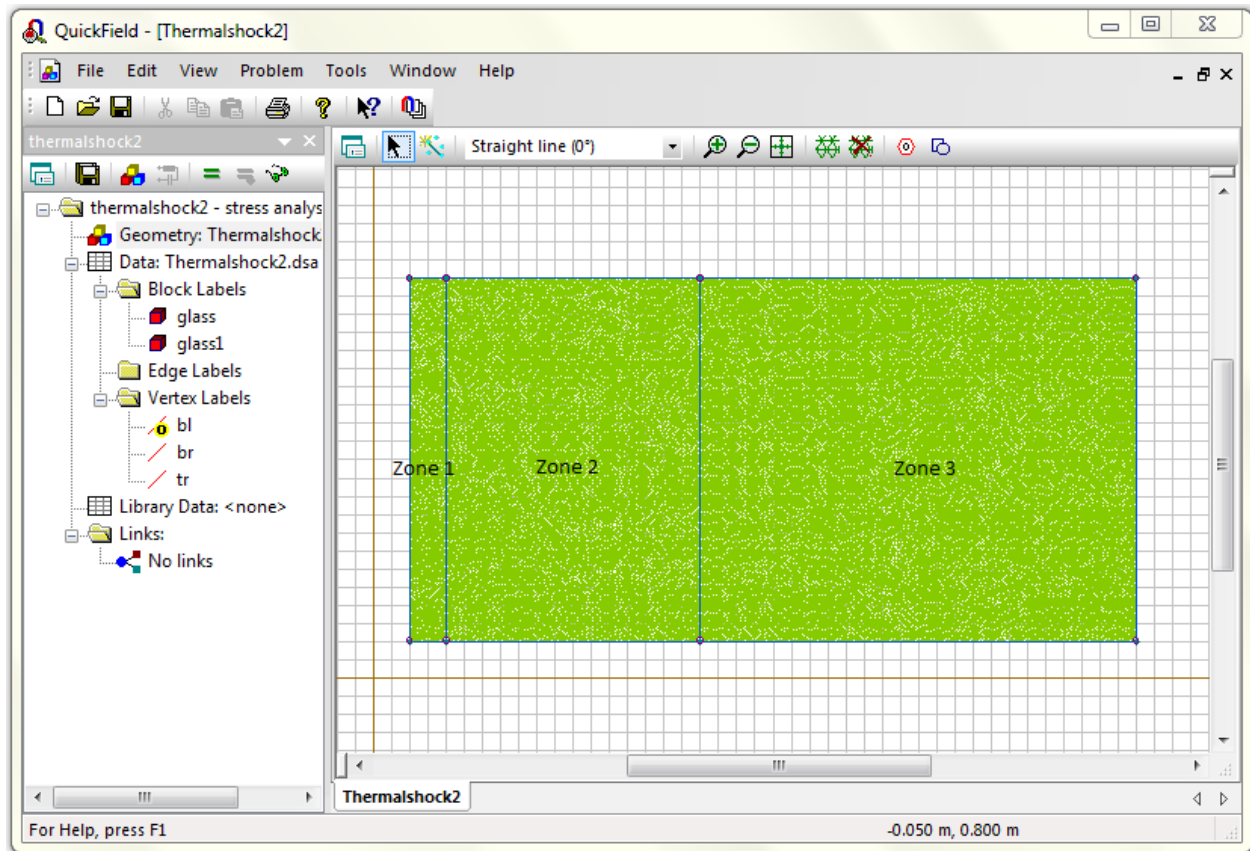 QuickField - [Thermalshock2]
File Edit View Problem Tools Window Help
thermalshock2
Straight line (0°)
thermalshock2 - stress analys
Geometry: Thermalshock
Data: Thermalshock2.dsa
Block Labels
glass
glass1
Edge Labels
Vertex Labels
bl
br
tr
Library Data: <none>
Links:
No links
Zone 1 Zone 2 Zone 3
Thermalshock2
For Help, press F1
-0.050 m, 0.800 m